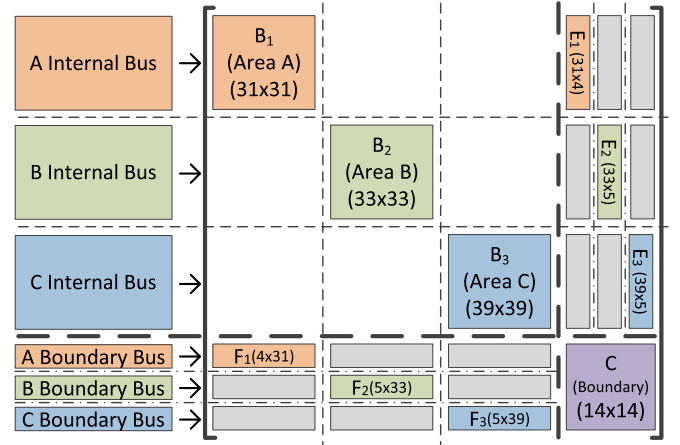 A Internal Bus
B₁
(Area A)
(31x31)
E₁ (31x4)
B Internal Bus
B₂
(Area B)
(33x33)
E₂ (33x5)
C Internal Bus
B₃
(Area C)
(39x39)
E₃ (39x5)
A Boundary Bus
F₁(4x31)
B Boundary Bus
F₂(5x33)
C Boundary Bus
F₃(5x39)
C
(Boundary)
(14x14)